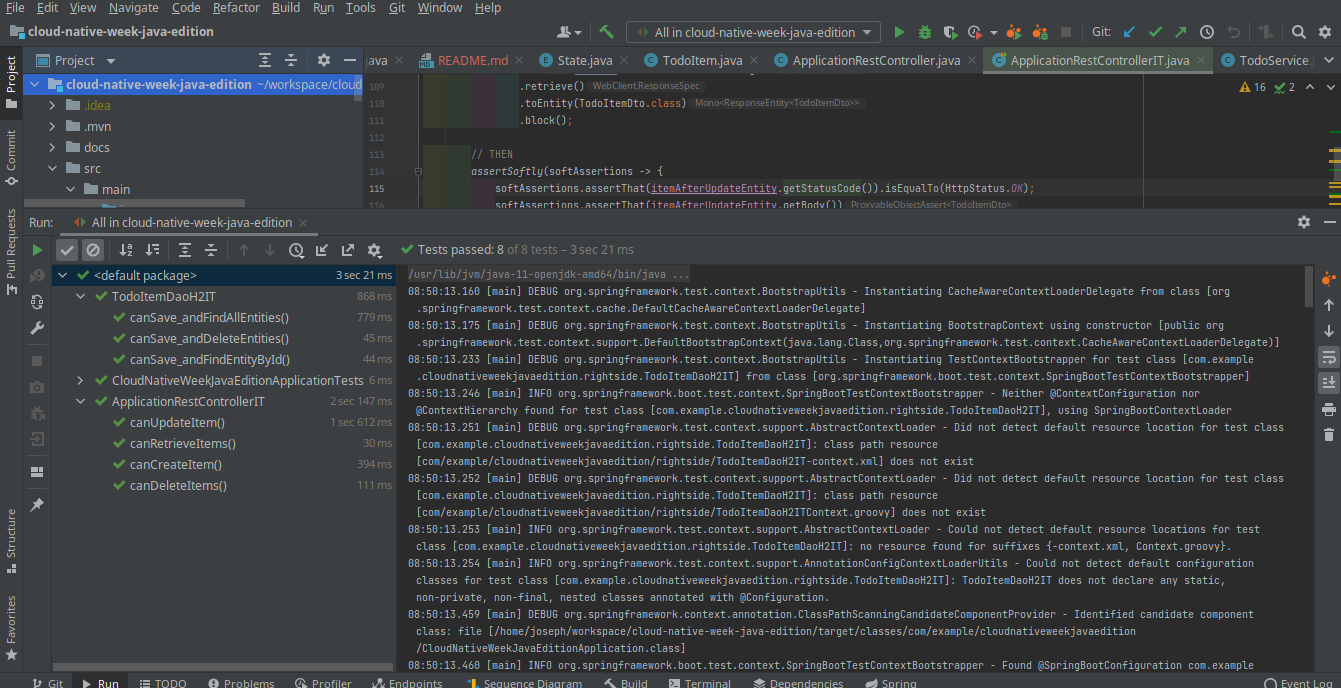 File Edit View Navigate Code Refactor Build Run Tools Git Window Help
cloud-native-week-java-edition
All in cloud-native-week-java-edition
Git:
Project
java
README.md
State.java
TodoItem.java
ApplicationRestController.java
ApplicationRestControllerIT.java
TodoService.
cloud-native-week-java-edition ~/workspace/cloud
.idea
.mvn
docs
src
main
109 .retrieve() WebClient.ResponseSpec
110 .toEntity(TodoItemDto.class) Mono<ResponseEntity<TodoItemDto>>
111 .block();
112
113 // THEN
114 assertSoftly(softAssertions -> {
115 softAssertions.assertThat(itemAfterUpdateEntity.getStatusCode()).isEqualTo(HttpStatus.OK);
116 softAssertions.assertThat(itemAfterUpdateEntity.getBody()) ProxyableObjectAssert<TodoItemDto>
16 2
Project
Commit
Pull Requests
Structure
Favorites
Run: All in cloud-native-week-java-edition
Tests passed: 8 of 8 tests – 3 sec 21 ms
<default package> 3 sec 21 ms
TodoItemDaoH2IT 868 ms
canSave_andFindAllEntities() 779 ms
canSave_andDeleteEntities() 45 ms
canSave_andFindEntityById() 44 ms
CloudNativeWeekJavaEditionApplicationTests 6 ms
ApplicationRestControllerIT 2 sec 147 ms
canUpdateItem() 1 sec 612 ms
canRetrieveItems() 30 ms
canCreateItem() 394 ms
canDeleteItems() 111 ms
/usr/lib/jvm/java-11-openjdk-amd64/bin/java ...
08:50:13.160 [main] DEBUG org.springframework.test.context.BootstrapUtils - Instantiating CacheAwareContextLoaderDelegate from class [org
.springframework.test.context.cache.DefaultCacheAwareContextLoaderDelegate]
08:50:13.175 [main] DEBUG org.springframework.test.context.BootstrapUtils - Instantiating BootstrapContext using constructor [public org
.springframework.test.context.support.DefaultBootstrapContext(java.lang.Class,org.springframework.test.context.CacheAwareContextLoaderDelegate)]
08:50:13.233 [main] DEBUG org.springframework.test.context.BootstrapUtils - Instantiating TestContextBootstrapper for test class [com.example
.cloudnativeweekjavaedition.rightside.TodoItemDaoH2IT] from class [org.springframework.boot.test.context.SpringBootTestContextBootstrapper]
08:50:13.246 [main] INFO org.springframework.boot.test.context.SpringBootTestContextBootstrapper - Neither @ContextConfiguration nor
@ContextHierarchy found for test class [com.example.cloudnativeweekjavaedition.rightside.TodoItemDaoH2IT], using SpringBootContextLoader
08:50:13.251 [main] DEBUG org.springframework.test.context.support.AbstractContextLoader - Did not detect default resource location for test class
[com.example.cloudnativeweekjavaedition.rightside.TodoItemDaoH2IT]: class path resource
[com/example/cloudnativeweekjavaedition/rightside/TodoItemDaoH2IT-context.xml] does not exist
08:50:13.252 [main] DEBUG org.springframework.test.context.support.AbstractContextLoader - Did not detect default resource location for test class
[com.example.cloudnativeweekjavaedition.rightside.TodoItemDaoH2IT]: class path resource
[com/example/cloudnativeweekjavaedition/rightside/TodoItemDaoH2ITContext.groovy] does not exist
08:50:13.253 [main] INFO org.springframework.test.context.support.AbstractContextLoader - Could not detect default resource locations for test
class [com.example.cloudnativeweekjavaedition.rightside.TodoItemDaoH2IT]: no resource found for suffixes {-context.xml, Context.groovy}.
08:50:13.254 [main] INFO org.springframework.test.context.support.AnnotationConfigContextLoaderUtils - Could not detect default configuration
classes for test class [com.example.cloudnativeweekjavaedition.rightside.TodoItemDaoH2IT]: TodoItemDaoH2IT does not declare any static,
non-private, non-final, nested classes annotated with @Configuration.
08:50:13.459 [main] DEBUG org.springframework.context.annotation.ClassPathScanningCandidateComponentProvider - Identified candidate component
class: file [/home/joseph/workspace/cloud-native-week-java-edition/target/classes/com/example/cloudnativeweekjavaedition
/CloudNativeWeekJavaEditionApplication.class]
08:50:13.460 [main] INFO org.springframework.boot.test.context.SpringBootTestContextBootstrapper - Found @SpringBootConfiguration com.example
Git Run TODO Problems Profiler Endpoints Sequence Diagram Build Terminal Dependencies Spring Event Log